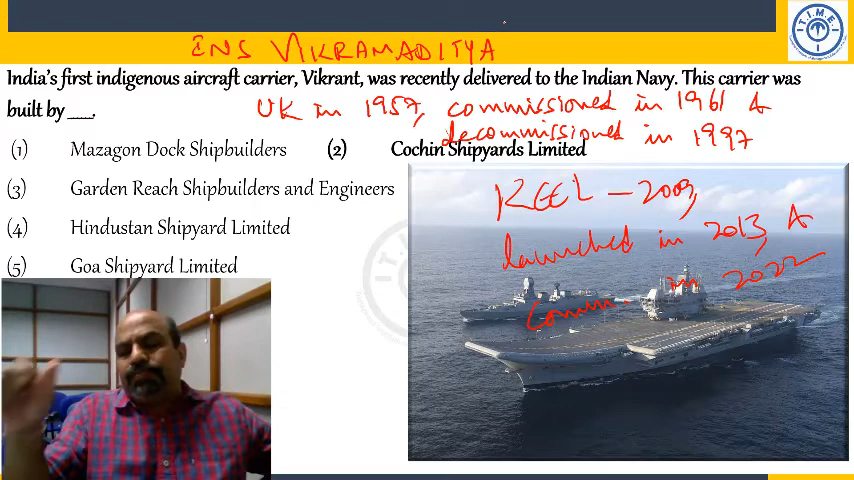 INS VIKRAMADITYA
T.I.M.E.
India's first indigenous aircraft carrier, Vikrant, was recently delivered to the Indian Navy. This carrier was
built by ___.
UK in 1957, commissioned in 1961 &
decommissioned in 1997
(1) Mazagon Dock Shipbuilders (2) Cochin Shipyards Limited
(3) Garden Reach Shipbuilders and Engineers
(4) Hindustan Shipyard Limited
(5) Goa Shipyard Limited
KEEL - 2009,
launched in 2013, &
comm. in 2022